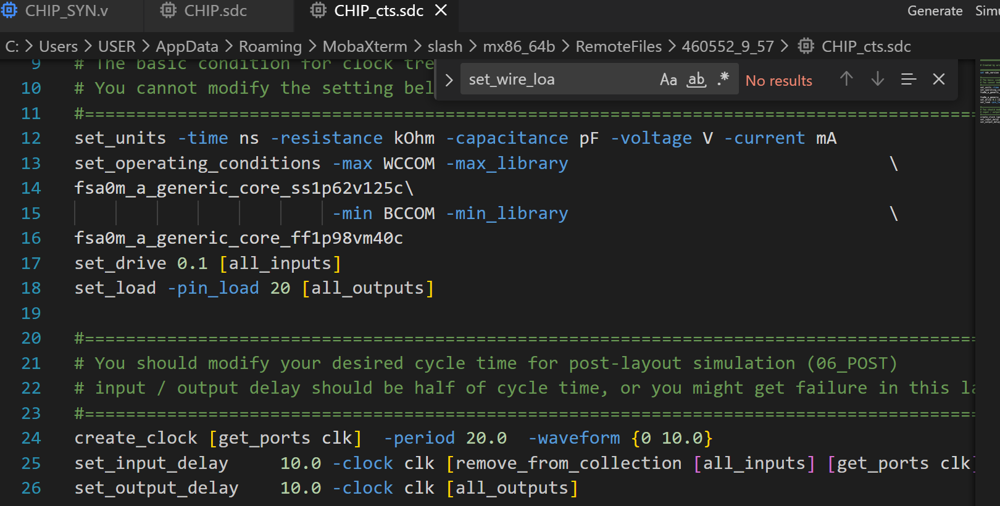 CHIP_SYN.v CHIP.sdc CHIP_cts.sdc Generate
C: > Users > USER > AppData > Roaming > MobaXterm > slash > mx86_64b > RemoteFiles > 460552_9_57 > CHIP_cts.sdc
set_wire_loa Aa ab .* No results
9 # The basic condition for clock tre
10 # You cannot modify the setting bel
11 #======================================================================================
12 set_units -time ns -resistance kOhm -capacitance pF -voltage V -current mA
13 set_operating_conditions -max WCCOM -max_library \
14 fsa0m_a_generic_core_ss1p62v125c\
15 -min BCCOM -min_library \
16 fsa0m_a_generic_core_ff1p98vm40c
17 set_drive 0.1 [all_inputs]
18 set_load -pin_load 20 [all_outputs]
19
20 #======================================================================================
21 # You should modify your desired cycle time for post-layout simulation (06_POST)
22 # input / output delay should be half of cycle time, or you might get failure in this
23 #======================================================================================
24 create_clock [get_ports clk] -period 20.0 -waveform {0 10.0}
25 set_input_delay 10.0 -clock clk [remove_from_collection [all_inputs] [get_ports clk]
26 set_output_delay 10.0 -clock clk [all_outputs]